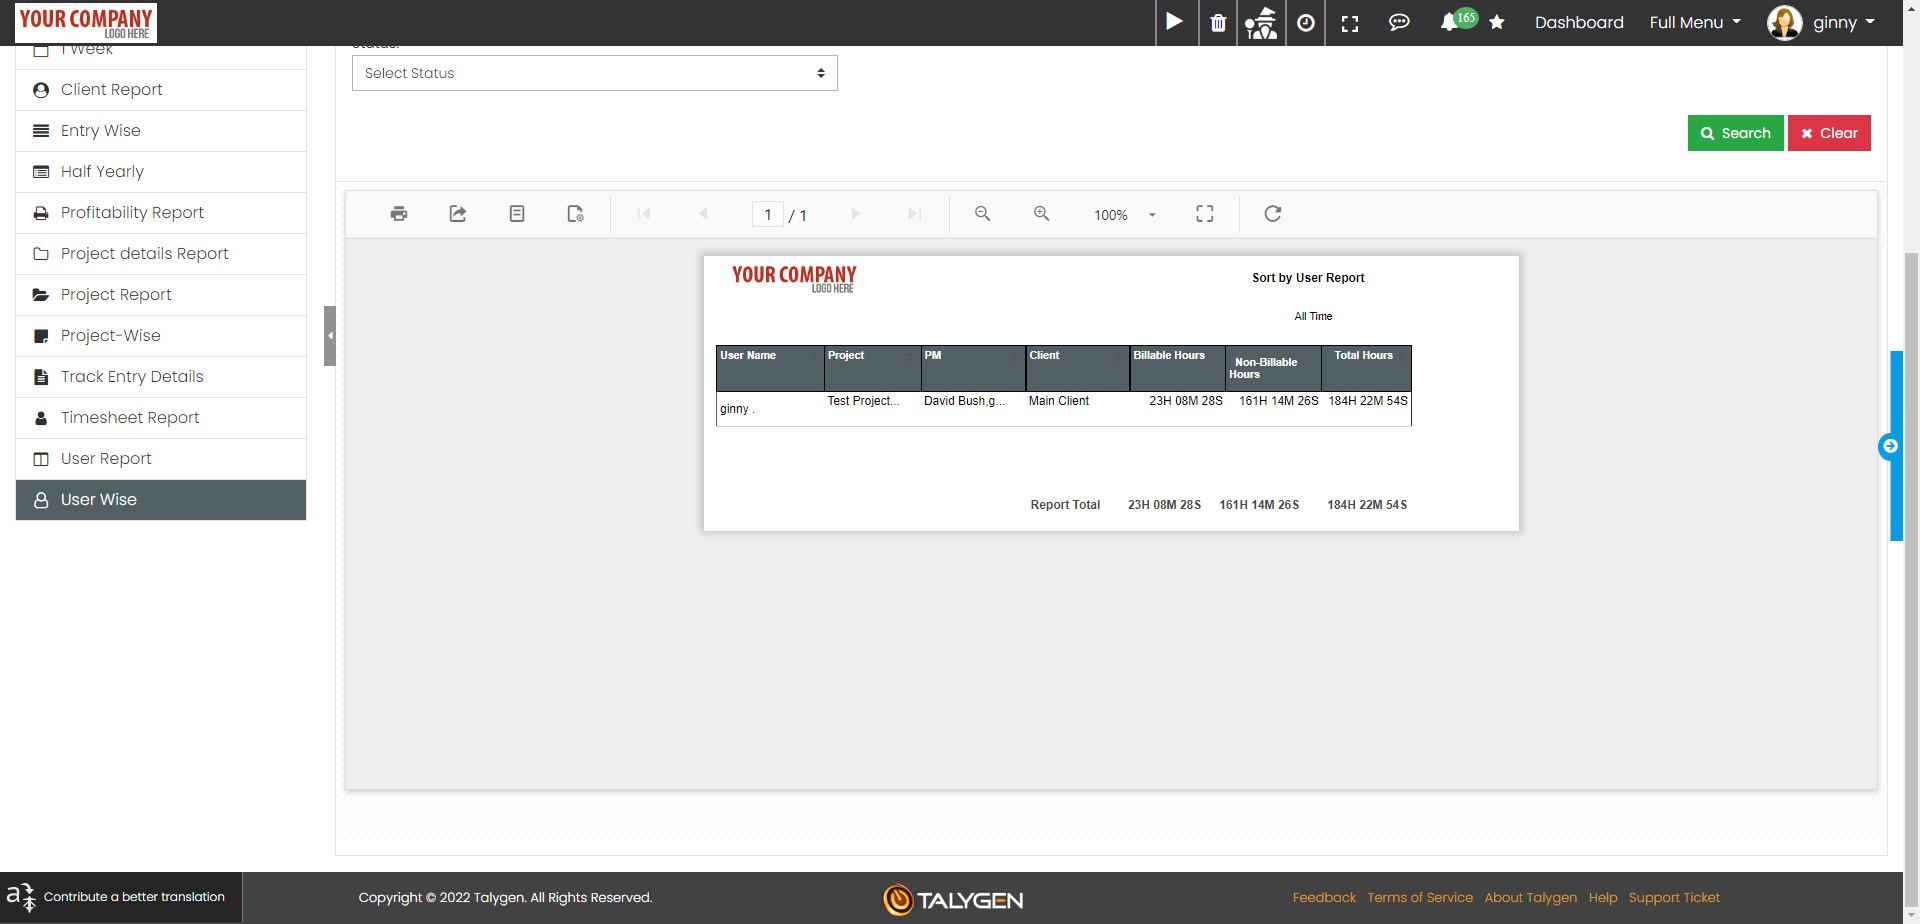 YOUR COMPANY
LOGO HERE
165
Dashboard
Full Menu
ginny
1 Week
Client Report
Entry Wise
Half Yearly
Profitability Report
Project details Report
Project Report
Project-Wise
Track Entry Details
Timesheet Report
User Report
User Wise
Status:
Select Status
Search
Clear
1 / 1
100%
YOUR COMPANY
LOGO HERE
Sort by User Report
All Time
User Name Project PM Client Billable Hours Non-Billable Hours Total Hours
ginny . Test Project... David Bush,g... Main Client 23H 08M 28S 161H 14M 26S 184H 22M 54S
Report Total 23H 08M 28S 161H 14M 26S 184H 22M 54S
Contribute a better translation
Copyright © 2022 Talygen. All Rights Reserved.
TALYGEN
Feedback Terms of Service About Talygen Help Support Ticket